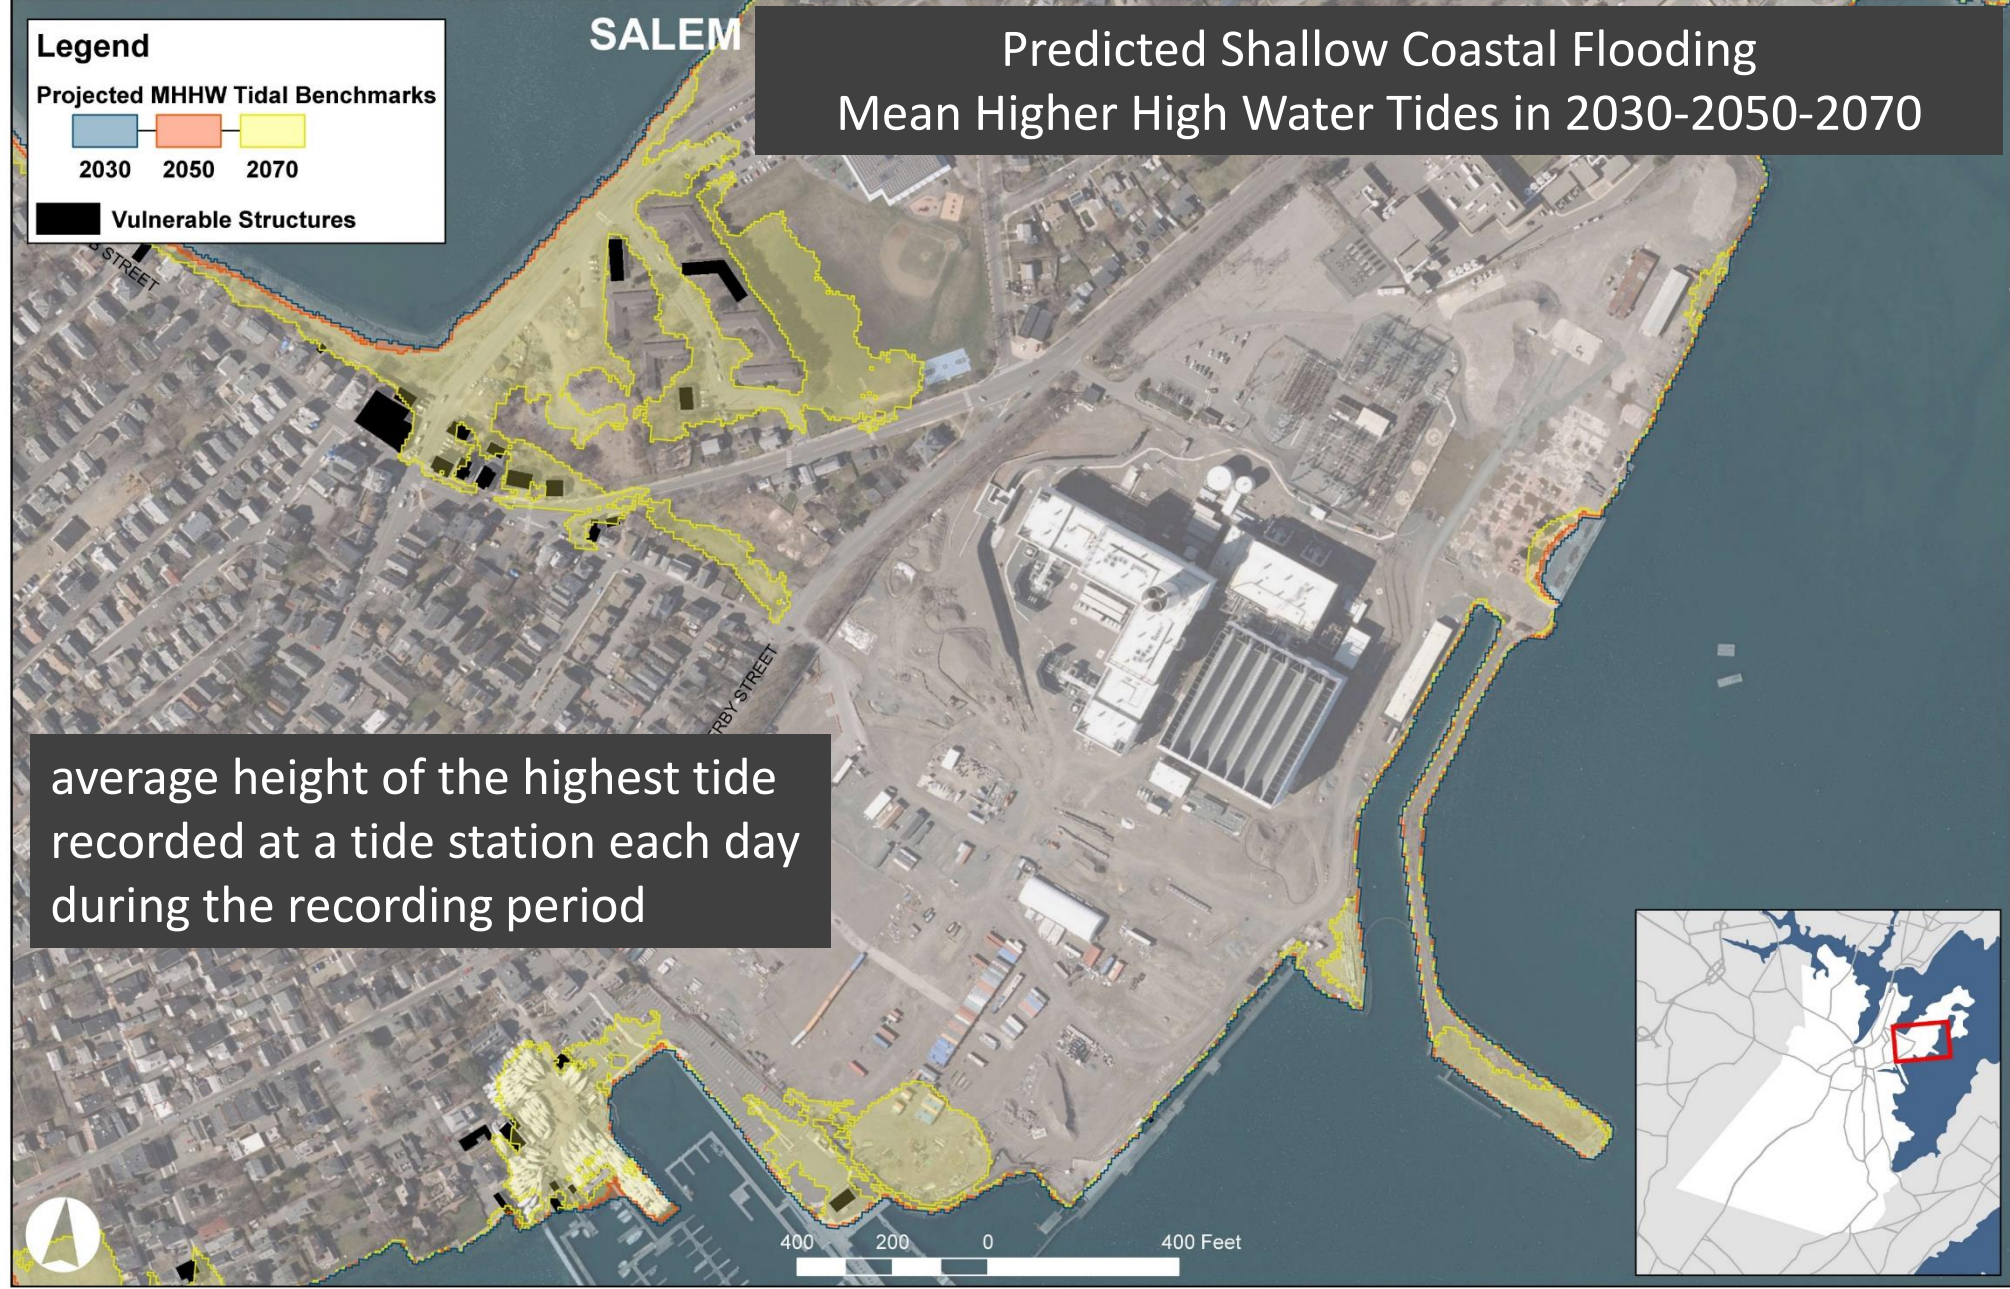 SALEM
Predicted Shallow Coastal Flooding
Mean Higher High Water Tides in 2030-2050-2070
Legend
Projected MHHW Tidal Benchmarks
2030 2050 2070
Vulnerable Structures
STREET
STREET
average height of the highest tide
recorded at a tide station each day
during the recording period
400 200 0 400 Feet